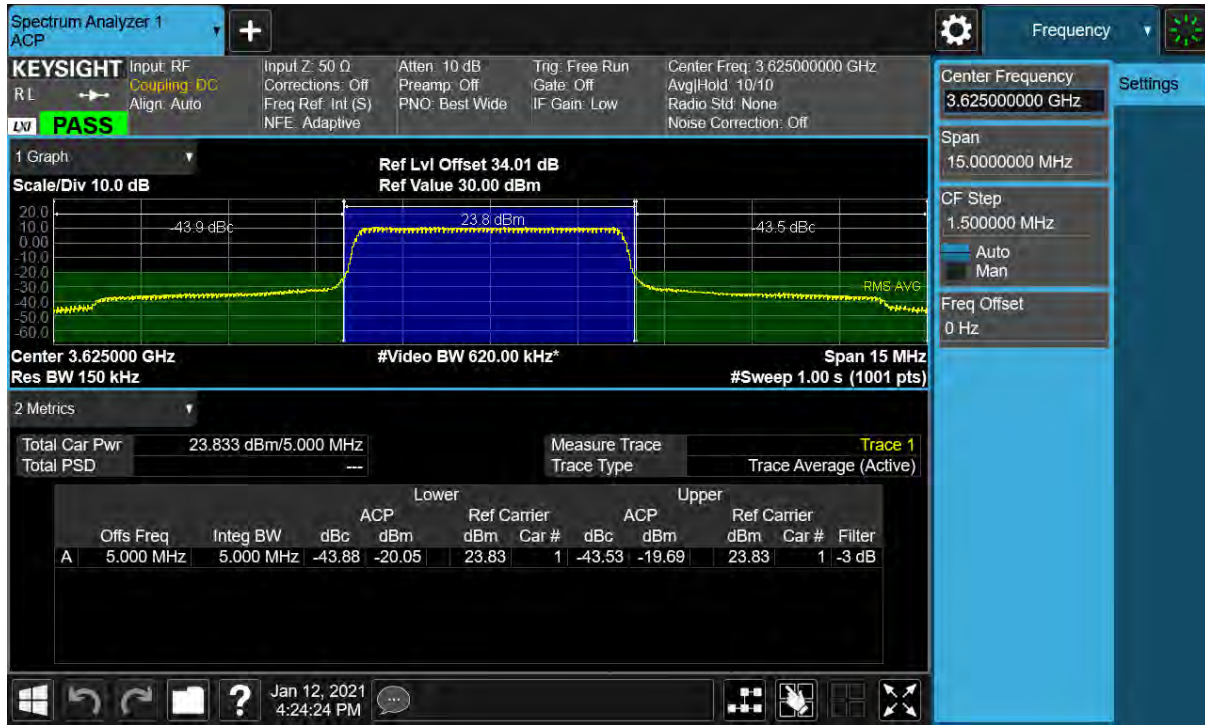 Spectrum Analyzer 1
ACP
+
Frequency
KEYSIGHT
RL
LXI
PASS
Input: RF
Coupling: DC
Align: Auto
Input Z: 50 Ω
Corrections: Off
Freq Ref: Int (S)
NFE: Adaptive
Atten: 10 dB
Preamp: Off
PNO: Best Wide
Trig: Free Run
Gate: Off
IF Gain: Low
Center Freq: 3.625000000 GHz
Avg|Hold: 10/10
Radio Std: None
Noise Correction: Off
Center Frequency
3.625000000 GHz
Settings
Span
15.0000000 MHz
CF Step
1.500000 MHz
Auto
Man
Freq Offset
0 Hz
1 Graph
Scale/Div 10.0 dB
Ref Lvl Offset 34.01 dB
Ref Value 30.00 dBm
20.0
10.0
0.00
-10.0
-20.0
-30.0
-40.0
-50.0
-60.0
-43.9 dBc
23.8 dBm
-43.5 dBc
RMS AVG
Center 3.625000 GHz
Res BW 150 kHz
#Video BW 620.00 kHz*
Span 15 MHz
#Sweep 1.00 s (1001 pts)
2 Metrics
Total Car Pwr 23.833 dBm/5.000 MHz
Total PSD ---
Measure Trace Trace 1
Trace Type Trace Average (Active)
Lower Upper
ACP Ref Carrier ACP Ref Carrier
Offs Freq Integ BW dBc dBm dBm Car # dBc dBm dBm Car # Filter
A 5.000 MHz 5.000 MHz -43.88 -20.05 23.83 1 -43.53 -19.69 23.83 1 -3 dB
?
Jan 12, 2021
4:24:24 PM